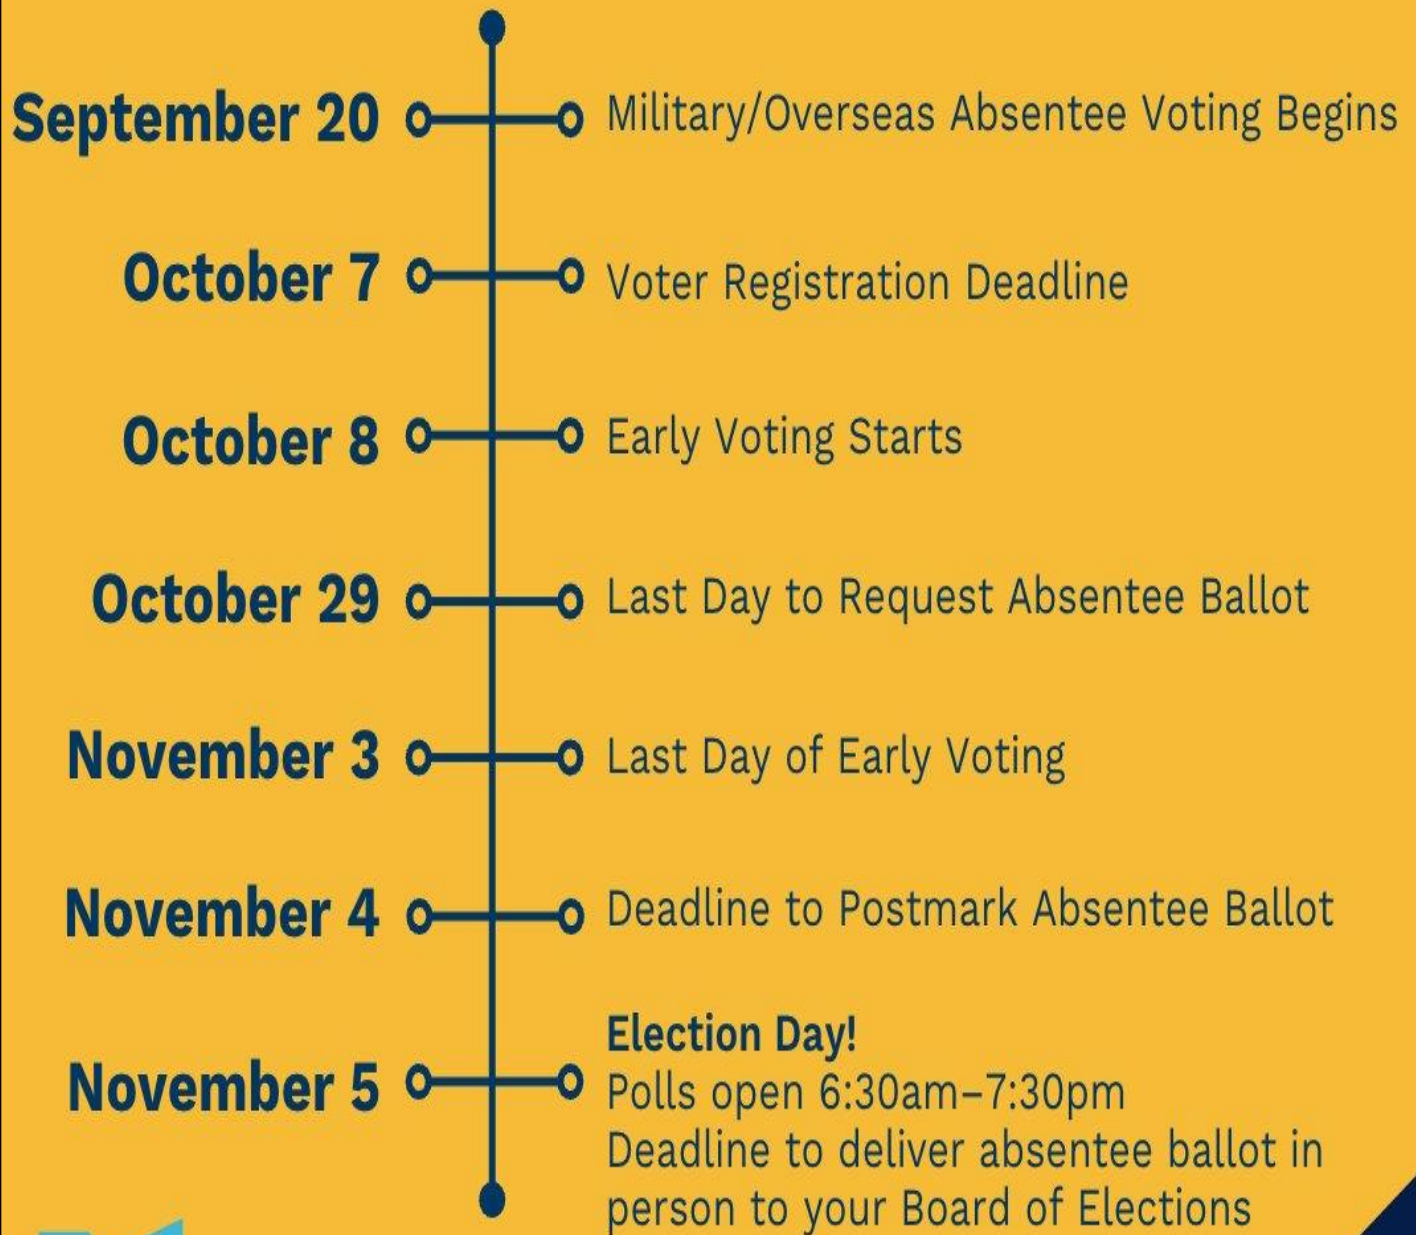 September 20 Military/Overseas Absentee Voting Begins
October 7 Voter Registration Deadline
October 8 Early Voting Starts
October 29 Last Day to Request Absentee Ballot
November 3 Last Day of Early Voting
November 4 Deadline to Postmark Absentee Ballot
Election Day!
November 5 Polls open 6:30am–7:30pm
Deadline to deliver absentee ballot in
person to your Board of Elections